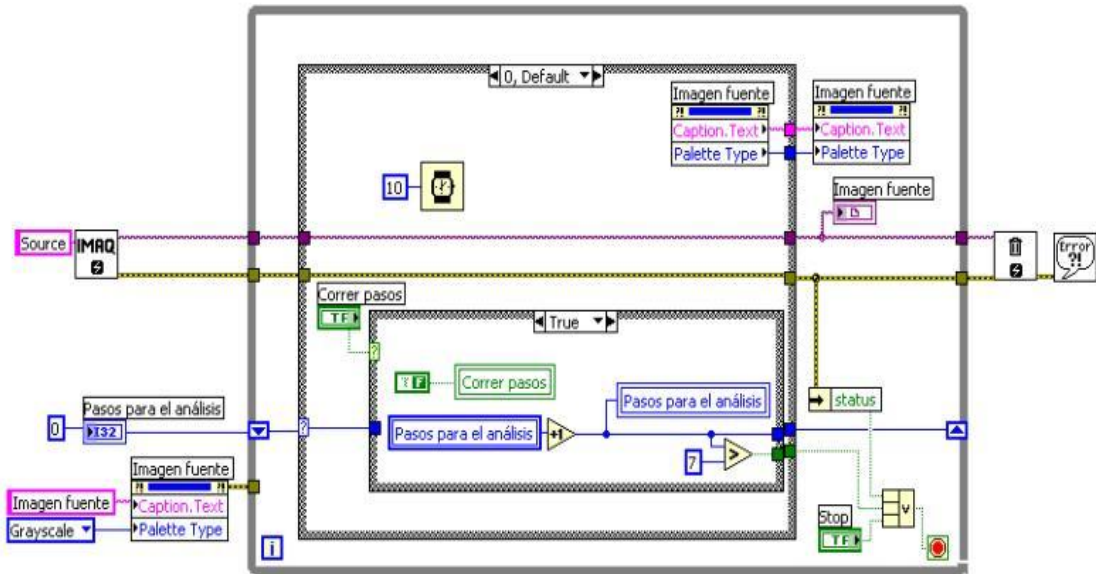 0, Default
Imagen fuente
Caption.Text
Palette Type
Imagen fuente
Caption.Text
Palette Type
10
Imagen fuente
Source
IMAQ
Error
?!
Correr pasos
TF
True
?
F
Correr pasos
Pasos para el análisis
status
Pasos para el análisis
0
I32
?
Pasos para el análisis
+1
7
>
Imagen fuente
Imagen fuente
Caption.Text
Grayscale
Palette Type
Stop
TF
V
i